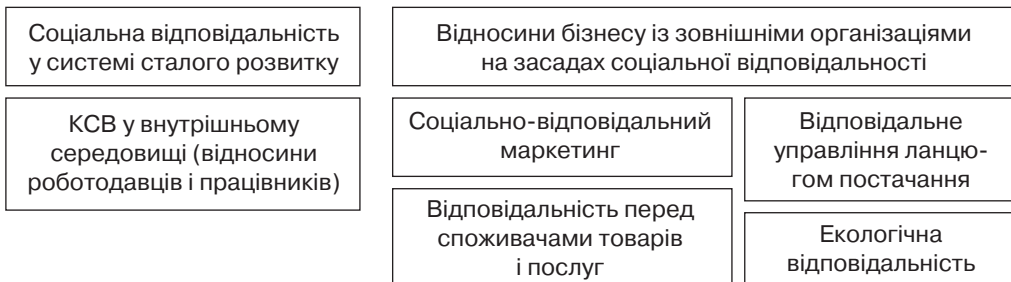 Соціальна відповідальність
у системі сталого розвитку
КСВ у внутрішньому
середовищі (відносини
роботодавців і працівників)
Відносини бізнесу із зовнішніми організаціями
на засадах соціальної відповідальності
Соціально-відповідальний
маркетинг
Відповідальність перед
споживачами товарів
і послуг
Відповідальне
управління ланцю-
гом постачання
Екологічна
відповідальність